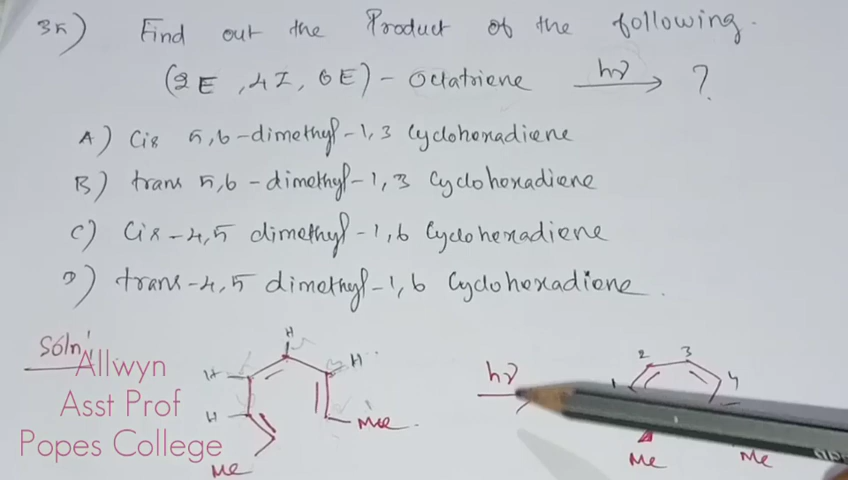 35) Find out the Product of the following.
(2E, 4Z, 6E) - Octatriene hν ?
A) Cis 5,6-dimethyl-1,3 Cyclohexadiene
B) trans 5,6-dimethyl-1,3 Cyclohexadiene
C) Cis-4,5 dimethyl-1,6 Cyclohexadiene
D) trans-4,5 dimethyl-1,6 Cyclohexadiene.
Soln'
Allwyn
Asst Prof
Popes College
H
H
H
H
Me
Me
hν
1
2
3
4
Me
Me